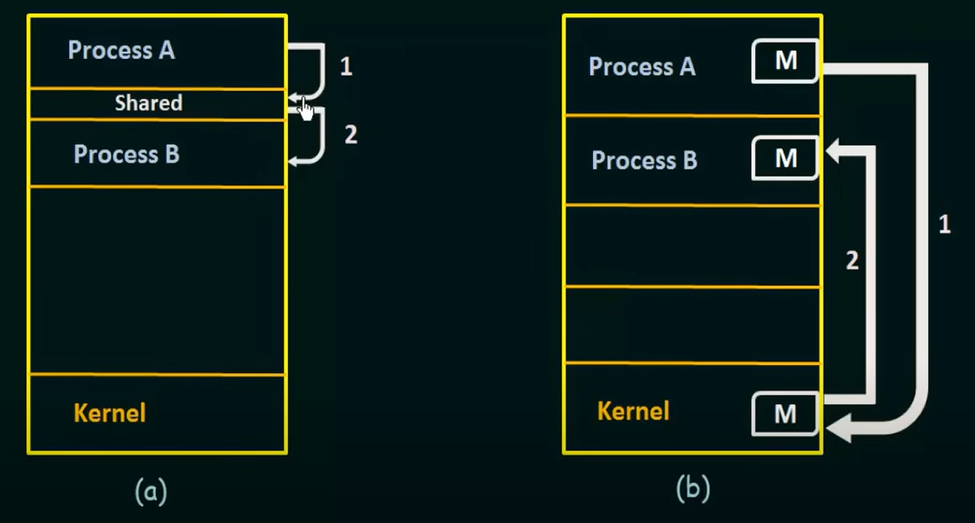 Process A
1
Shared
2
Process B
Kernel
(a)
Process A
M
Process B
M
1
2
Kernel
M
(b)